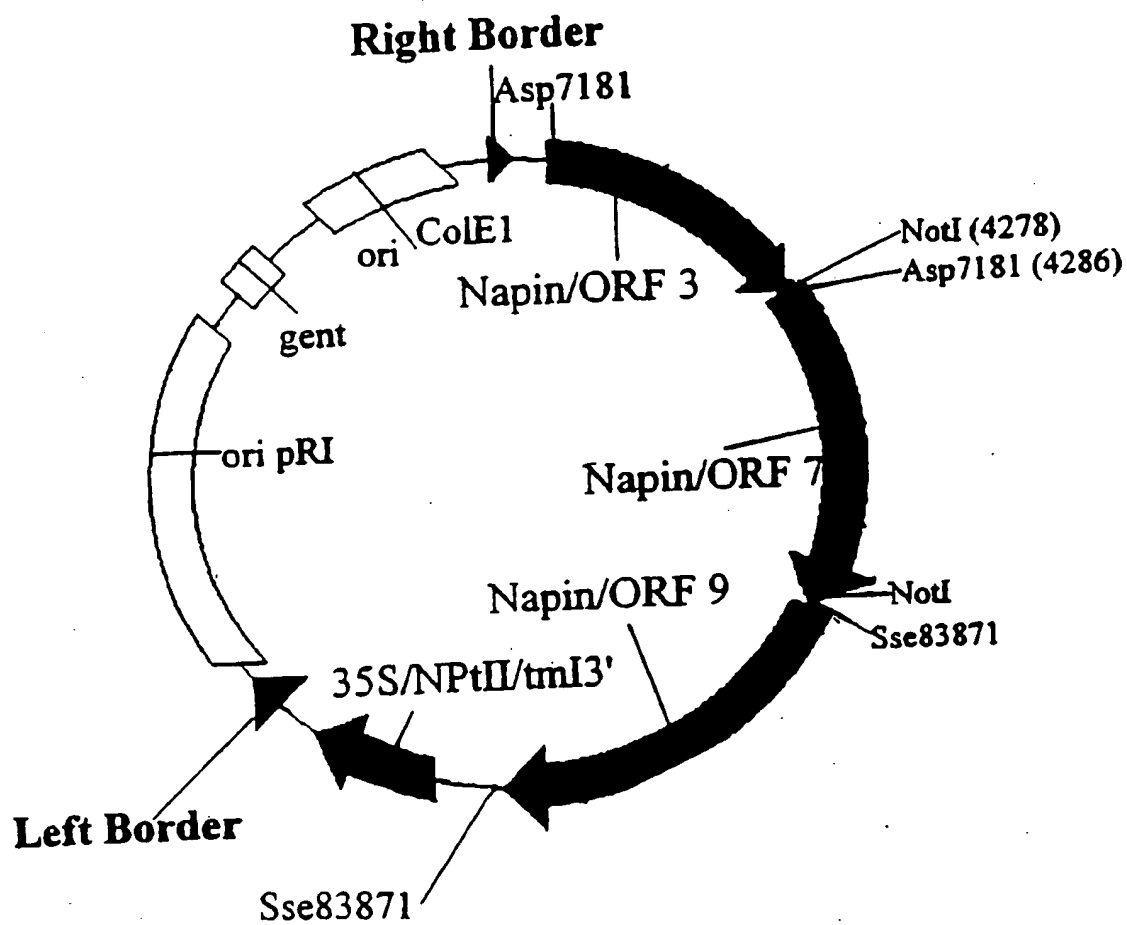 Right Border
Asp7181
NotI (4278)
Asp7181 (4286)
ColE1
ori
Napin/ORF 3
gent
ori pRI
Napin/ORF 7
Napin/ORF 9
NotI
Sse83871
35S/NPtII/tmI3'
Left Border
Sse83871